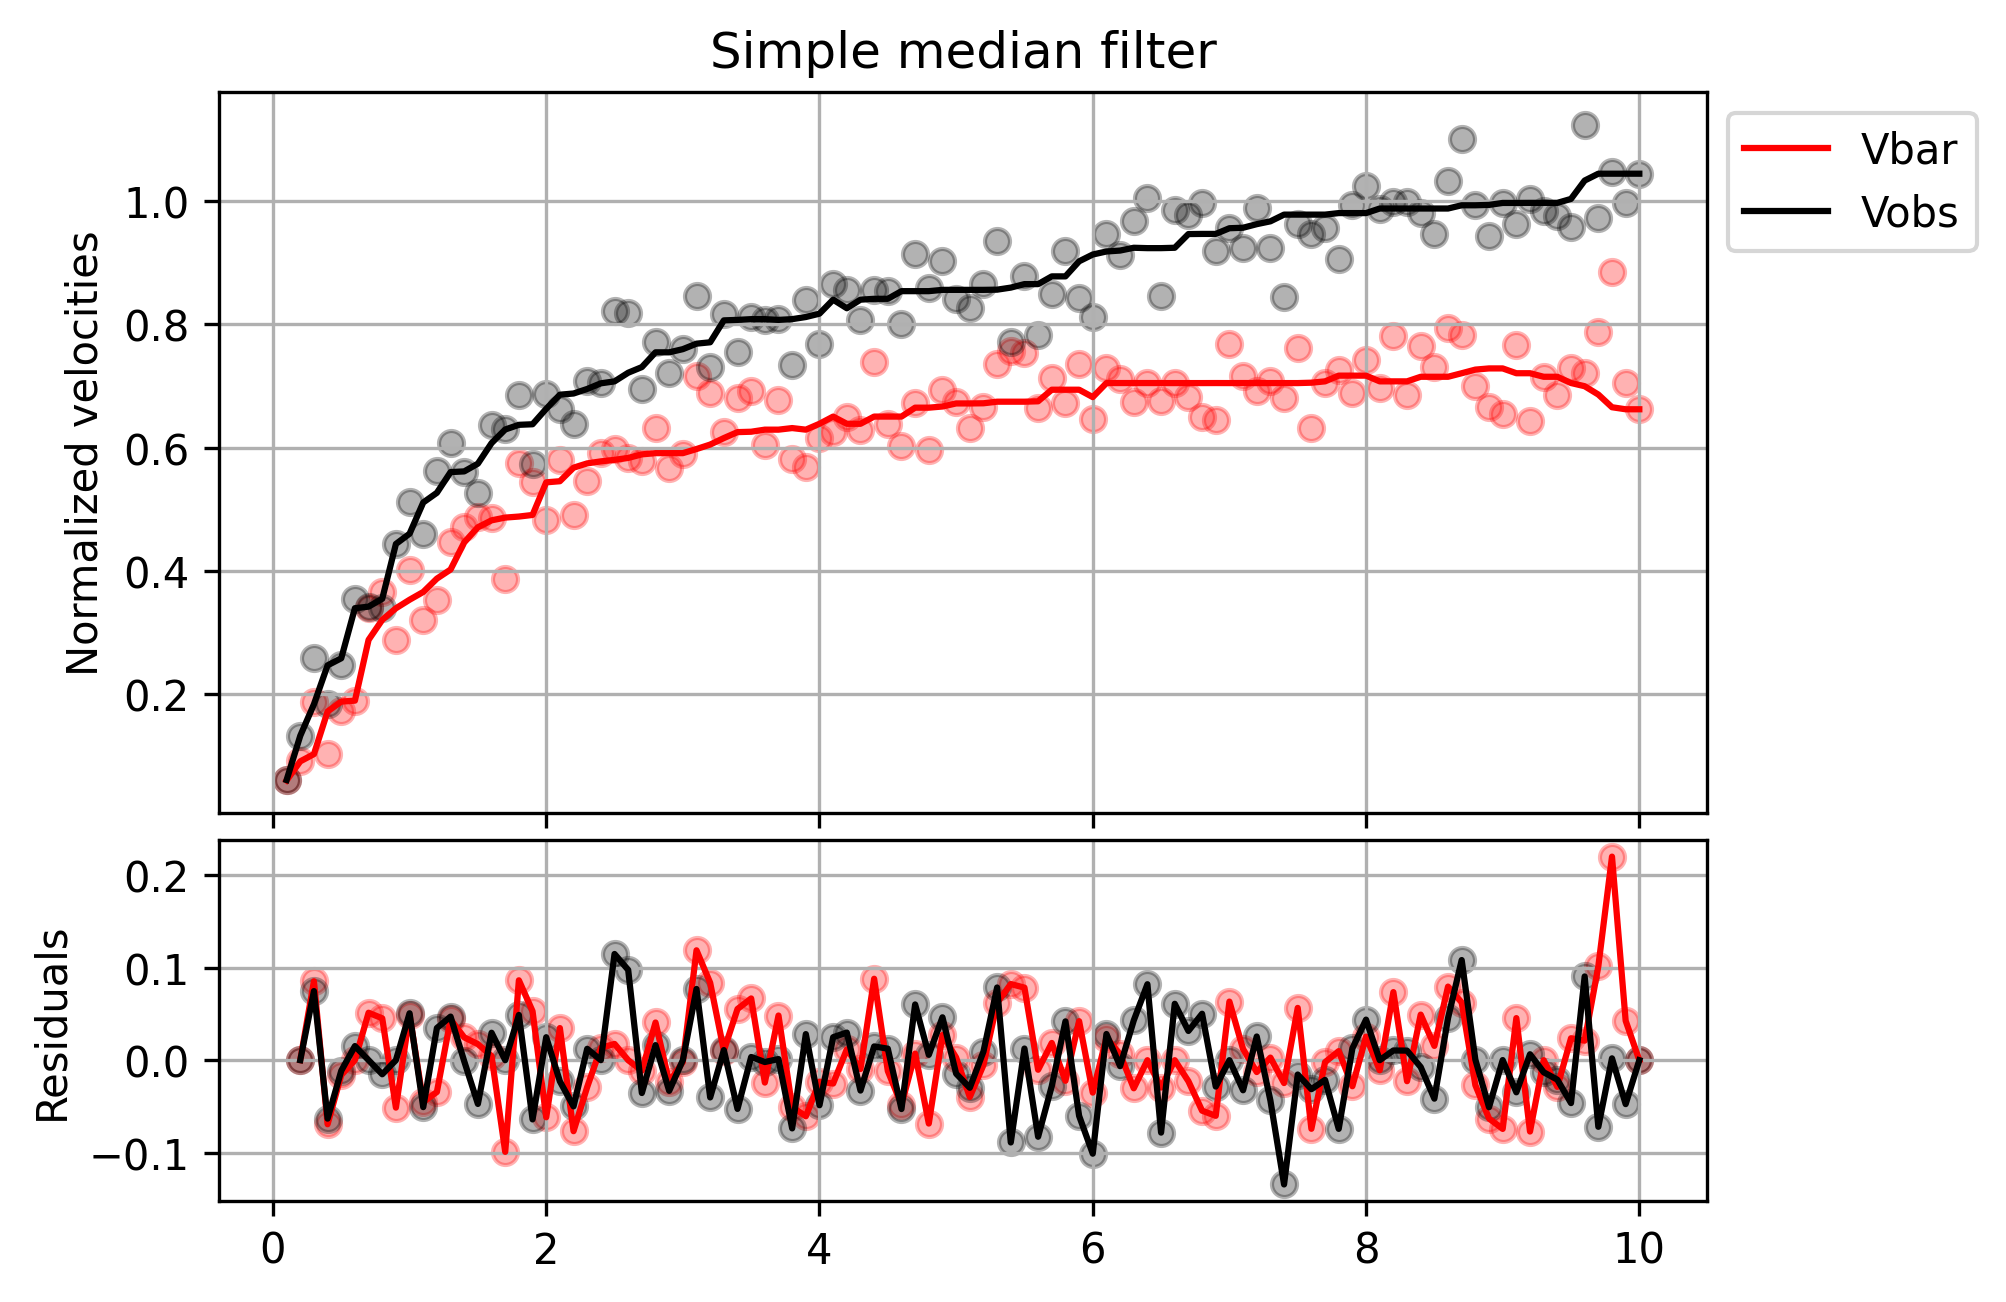 Simple median filter
Normalized velocities
1.0
0.8
0.6
0.4
0.2
Vbar
Vobs
Residuals
0.2
0.1
0.0
−0.1
0 2 4 6 8 10